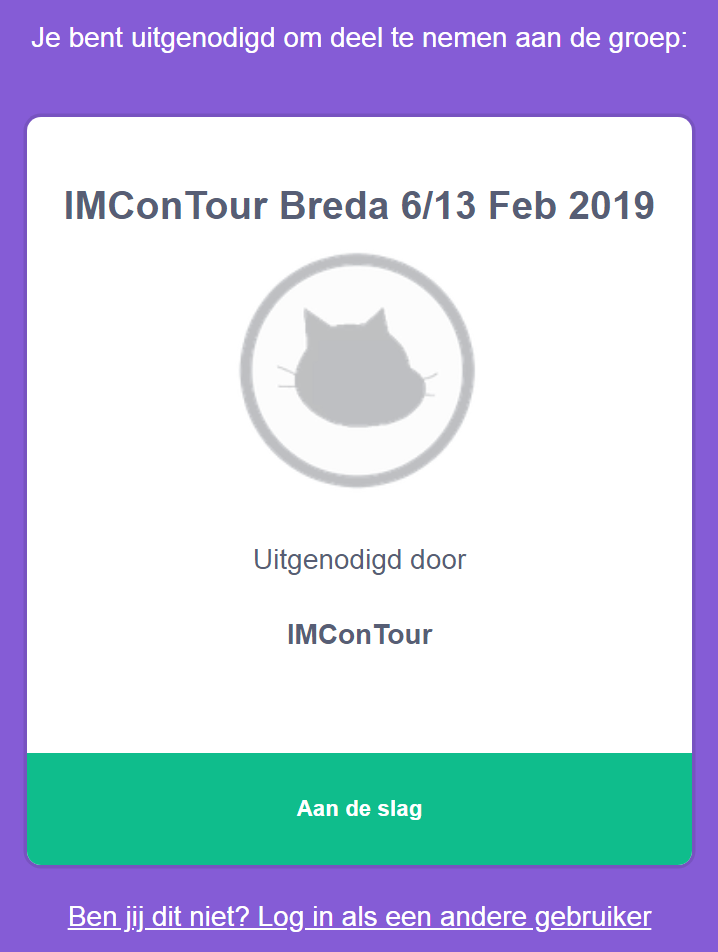 Je bent uitgenodigd om deel te nemen aan de groep:
IMConTour Breda 6/13 Feb 2019
Uitgenodigd door
IMConTour
Aan de slag
Ben jij dit niet? Log in als een andere gebruiker